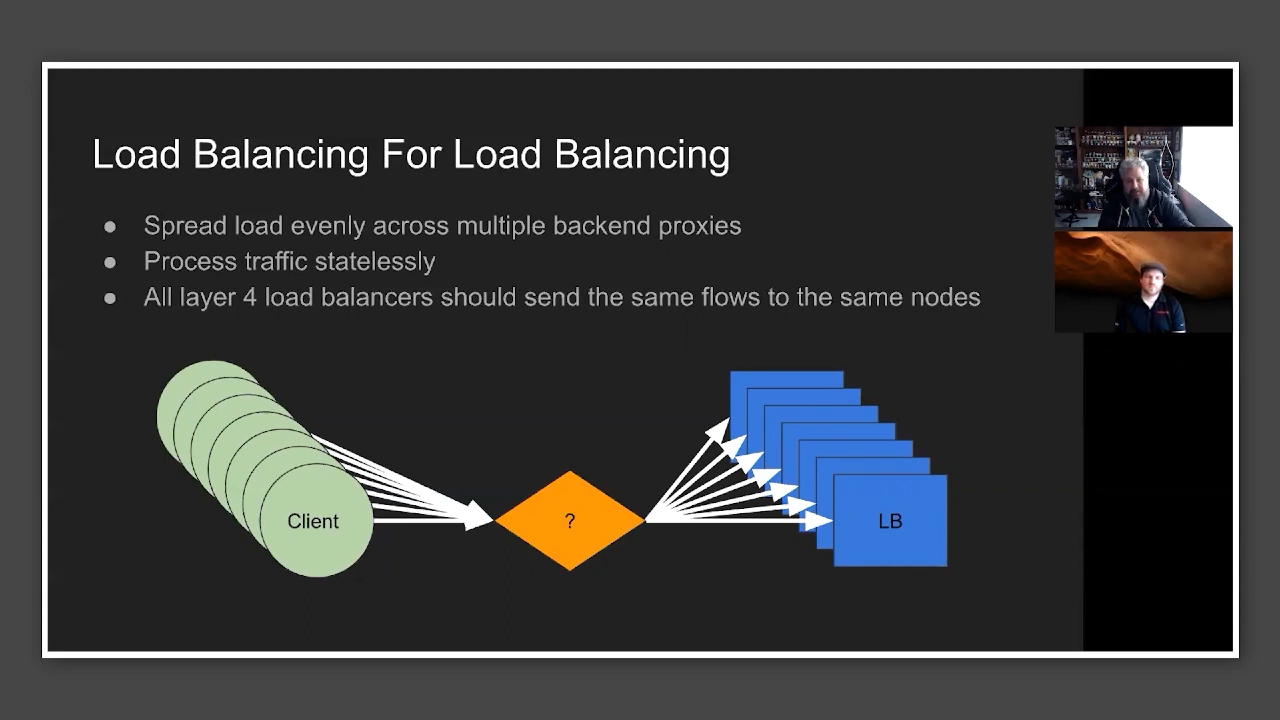 Load Balancing For Load Balancing
● Spread load evenly across multiple backend proxies
● Process traffic statelessly
● All layer 4 load balancers should send the same flows to the same nodes
Client
?
LB